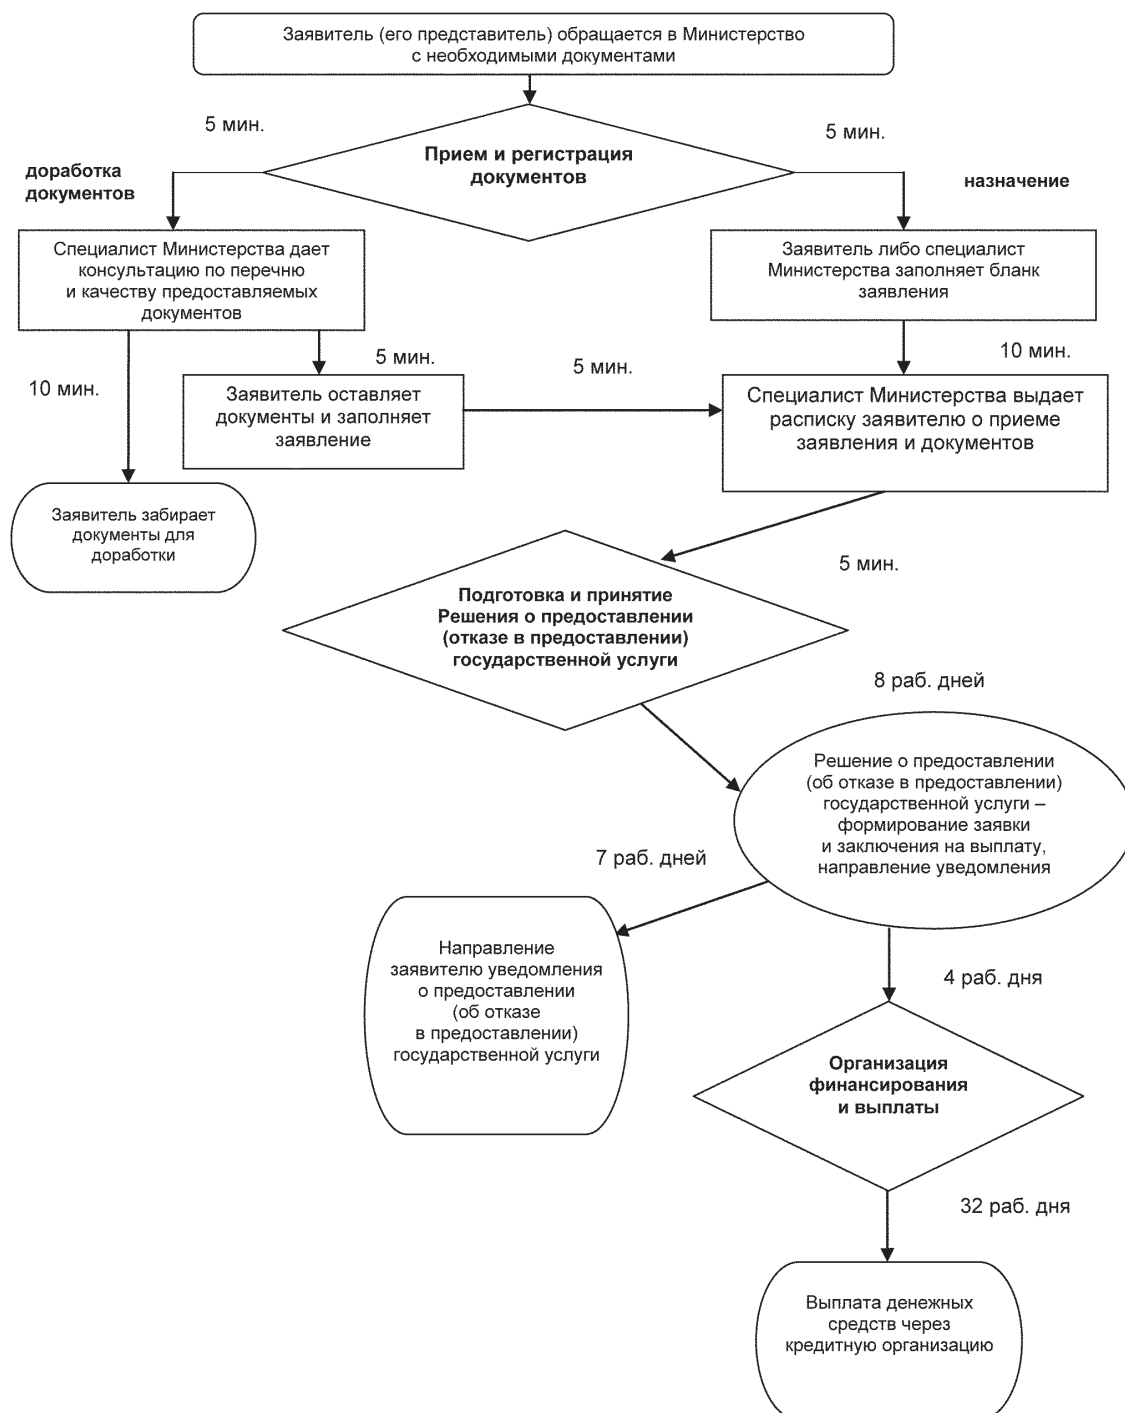 Заявитель (его представитель) обращается в Министерство
с необходимыми документами
5 мин.
5 мин.
Прием и регистрация
документов
доработка
документов
назначение
Специалист Министерства дает
консультацию по перечню
и качеству предоставляемых
документов
Заявитель либо специалист
Министерства заполняет бланк
заявления
5 мин.
5 мин.
10 мин.
10 мин.
Заявитель оставляет
документы и заполняет
заявление
Специалист Министерства выдает
расписку заявителю о приеме
заявления и документов
Заявитель забирает
документы для
доработки
5 мин.
Подготовка и принятие
Решения о предоставлении
(отказе в предоставлении)
государственной услуги
8 раб. дней
Решение о предоставлении
(об отказе в предоставлении)
государственной услуги –
формирование заявки
и заключения на выплату,
направление уведомления
7 раб. дней
Направление
заявителю уведомления
о предоставлении
(об отказе
в предоставлении)
государственной услуги
4 раб. дня
Организация
финансирования
и выплаты
32 раб. дня
Выплата денежных
средств через
кредитную организацию